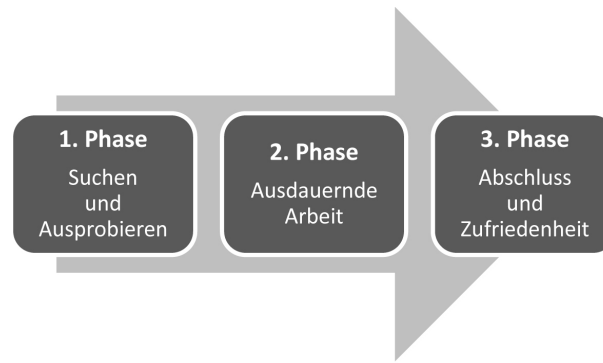 1. Phase
Suchen
und
Ausprobieren
2. Phase
Ausdauernde
Arbeit
3. Phase
Abschluss
und
Zufriedenheit